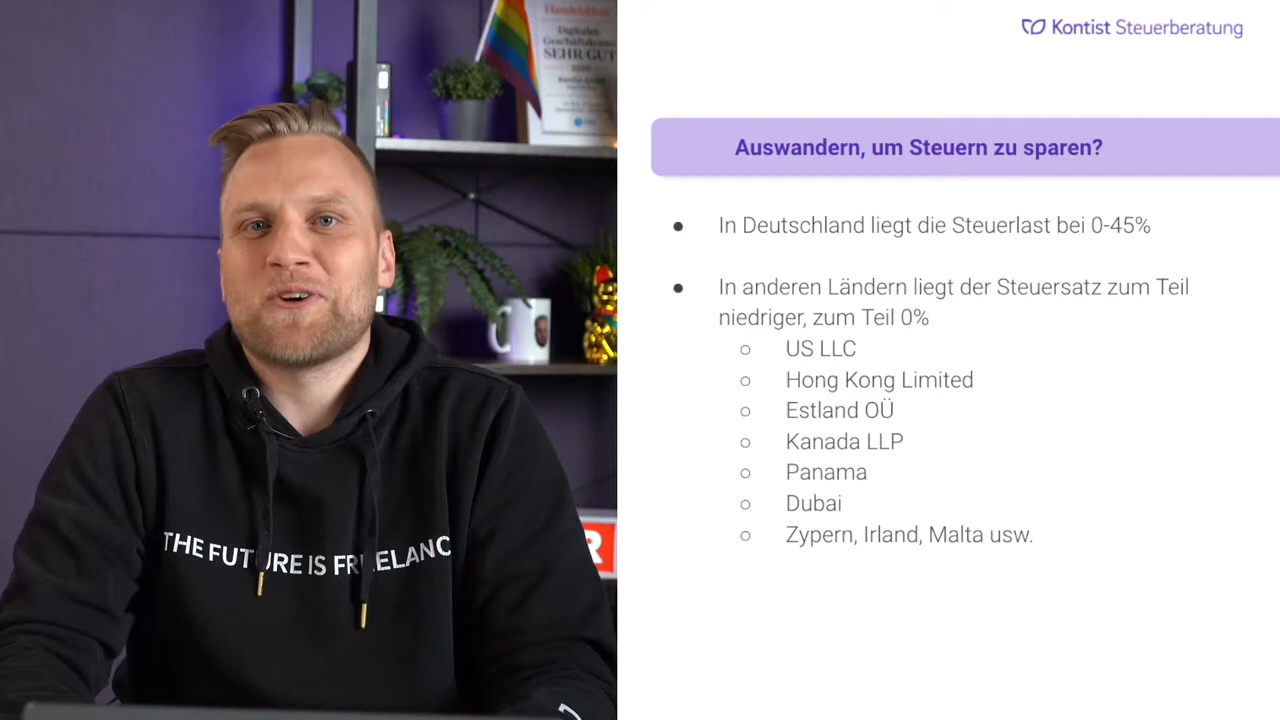 Handelsblatt
Digitales
Geschäftskonto
SEHR GUT
THE FUTURE IS FREELANC
R
Kontist Steuerberatung
Auswandern, um Steuern zu sparen?
● In Deutschland liegt die Steuerlast bei 0-45%
● In anderen Ländern liegt der Steuersatz zum Teil
niedriger, zum Teil 0%
○ US LLC
○ Hong Kong Limited
○ Estland OÜ
○ Kanada LLP
○ Panama
○ Dubai
○ Zypern, Irland, Malta usw.